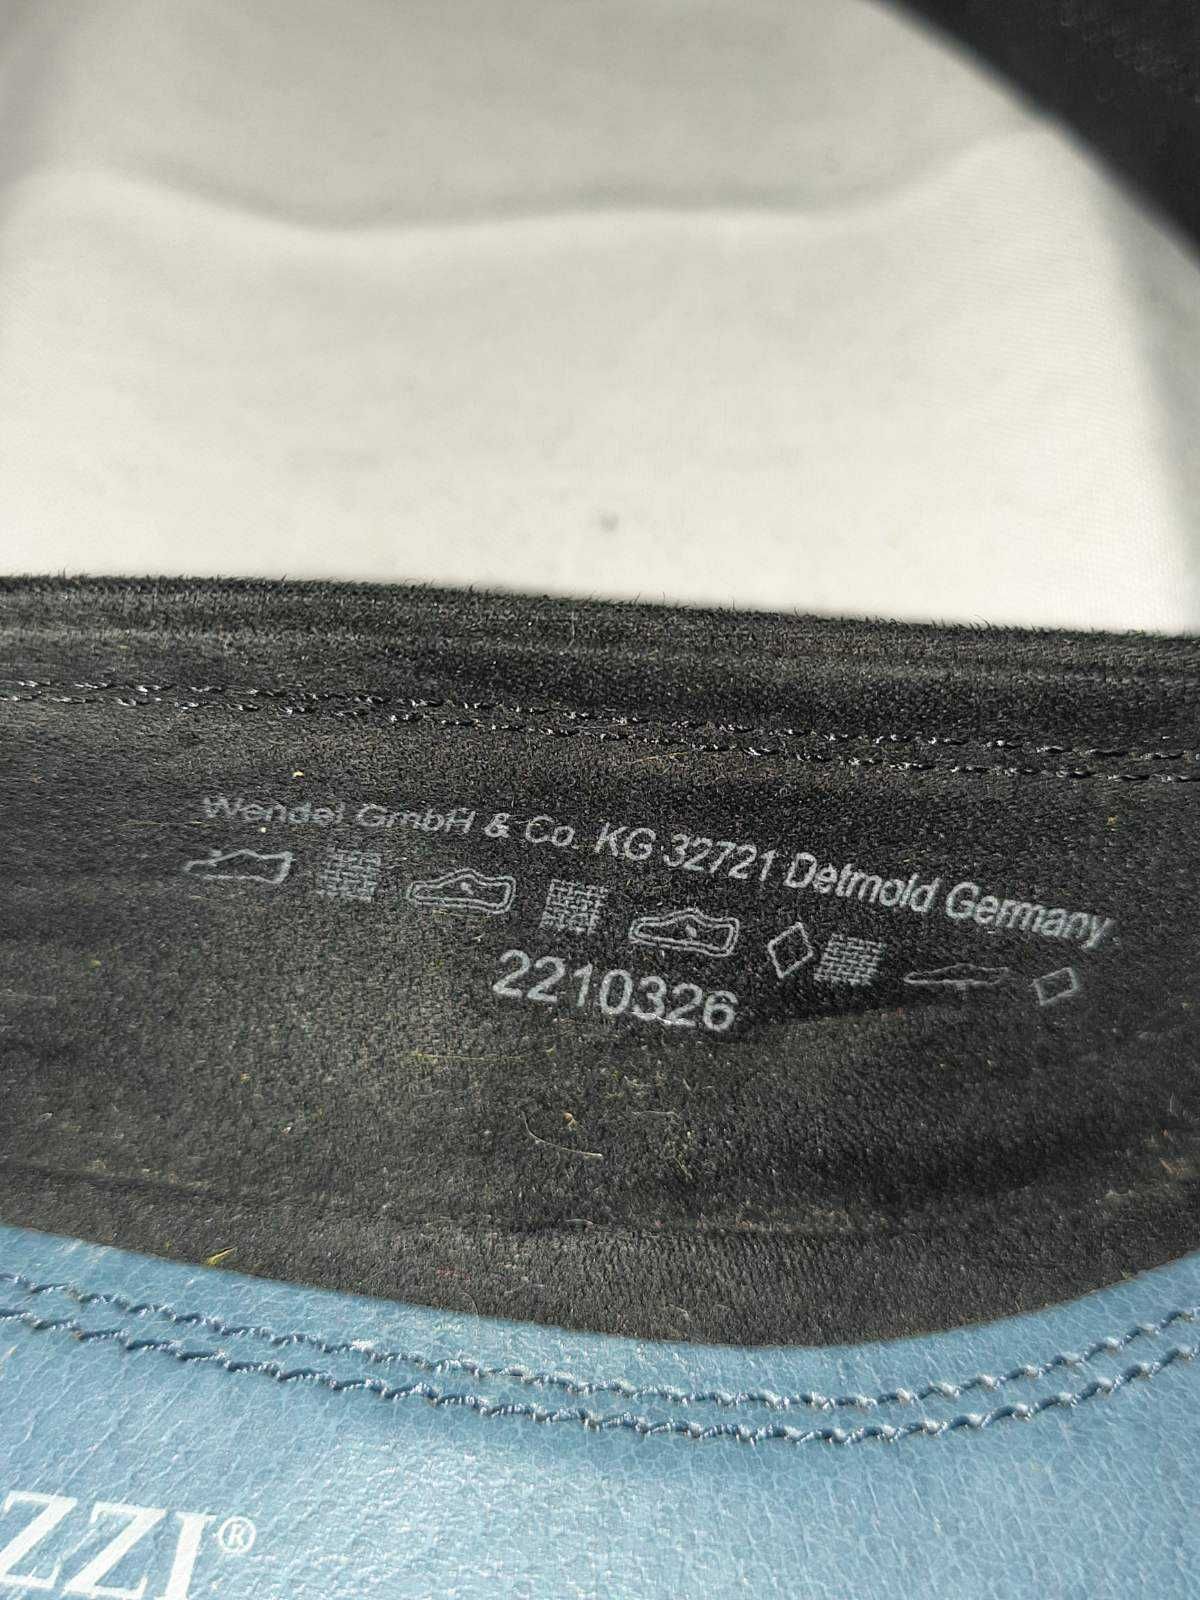 Wendel GmbH & Co. KG 32721 Detmold Germany
2210326
ZZI®